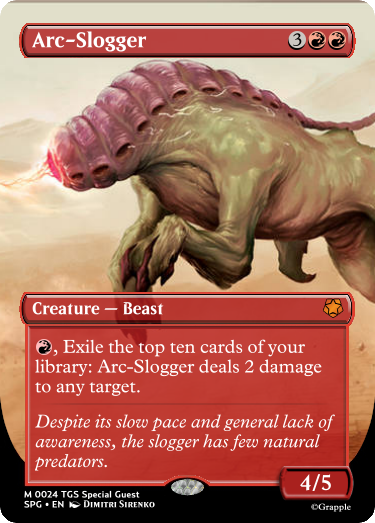 Arc-Slogger 3
Creature — Beast
, Exile the top ten cards of your
library: Arc-Slogger deals 2 damage
to any target.
Despite its slow pace and general lack of
awareness, the slogger has few natural
predators.
4/5
M 0024 TGS Special Guest
SPG • EN Dimitri Sirenko
©Grapple